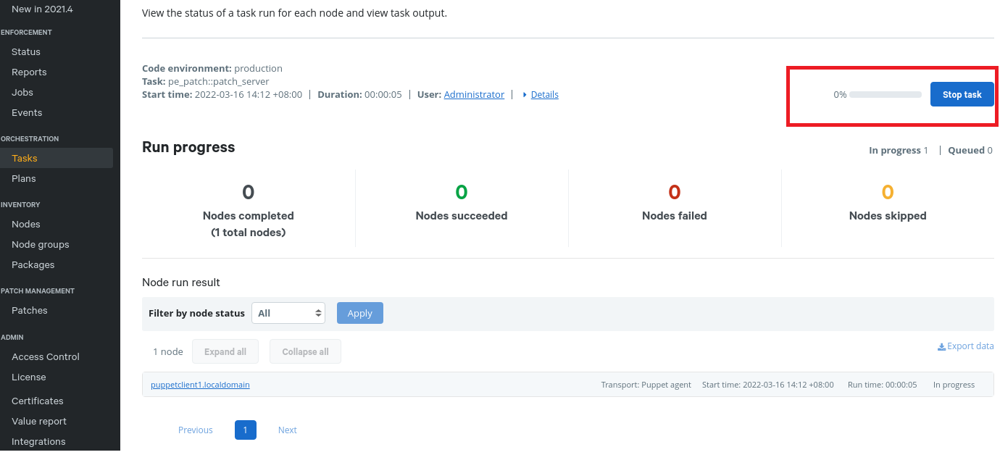 New in 2021.4
ENFORCEMENT
Status
Reports
Jobs
Events
ORCHESTRATION
Tasks
Plans
INVENTORY
Nodes
Node groups
Packages
PATCH MANAGEMENT
Patches
ADMIN
Access Control
License
Certificates
Value report
Integrations
View the status of a task run for each node and view task output.
Code environment: production
Task: pe_patch::patch_server
Start time: 2022-03-16 14:12 +08:00 | Duration: 00:00:05 | User: Administrator | Details
0% Stop task
Run progress
In progress 1 | Queued 0
0 0 0 0
Nodes completed Nodes succeeded Nodes failed Nodes skipped
(1 total nodes)
Node run result
Filter by node status All Apply
1 node Expand all Collapse all Export data
puppetclient1.localdomain Transport: Puppet agent Start time: 2022-03-16 14:12 +08:00 Run time: 00:00:05 In progress
Previous 1 Next